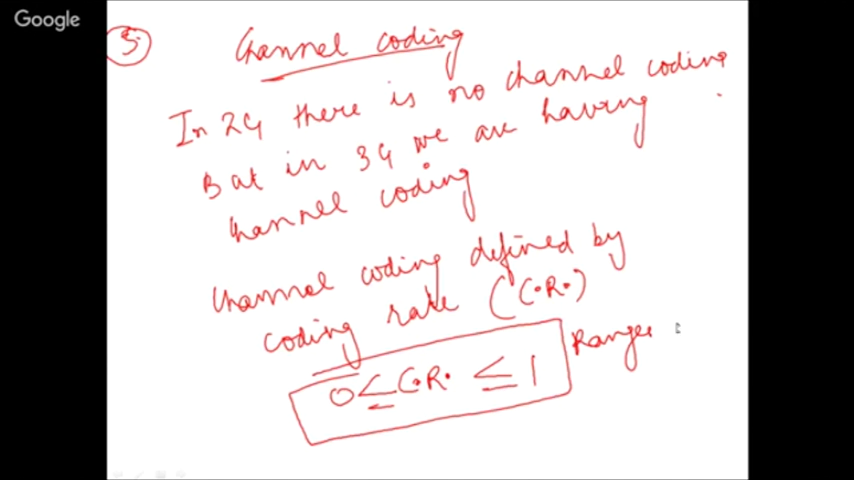 Google
5.
Channel coding
In 2G there is no channel coding.
But in 3G we are having
channel coding
channel coding defined by
coding rate (C.R.)
0 ≤ C.R. ≤ 1 Range